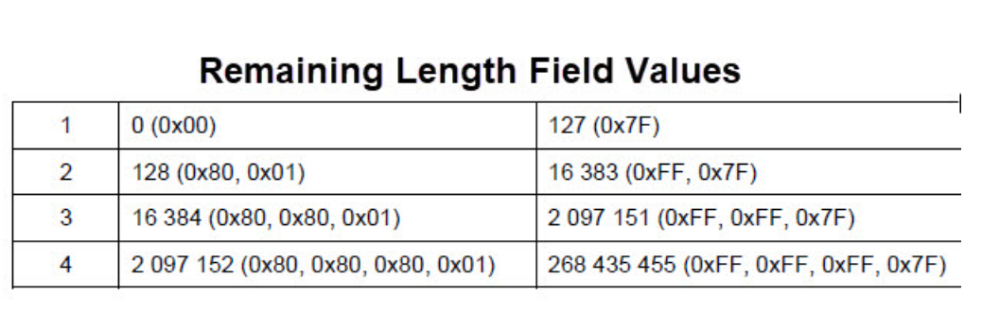 Remaining Length Field Values
1 0 (0x00) 127 (0x7F)
2 128 (0x80, 0x01) 16 383 (0xFF, 0x7F)
3 16 384 (0x80, 0x80, 0x01) 2 097 151 (0xFF, 0xFF, 0x7F)
4 2 097 152 (0x80, 0x80, 0x80, 0x01) 268 435 455 (0xFF, 0xFF, 0xFF, 0x7F)